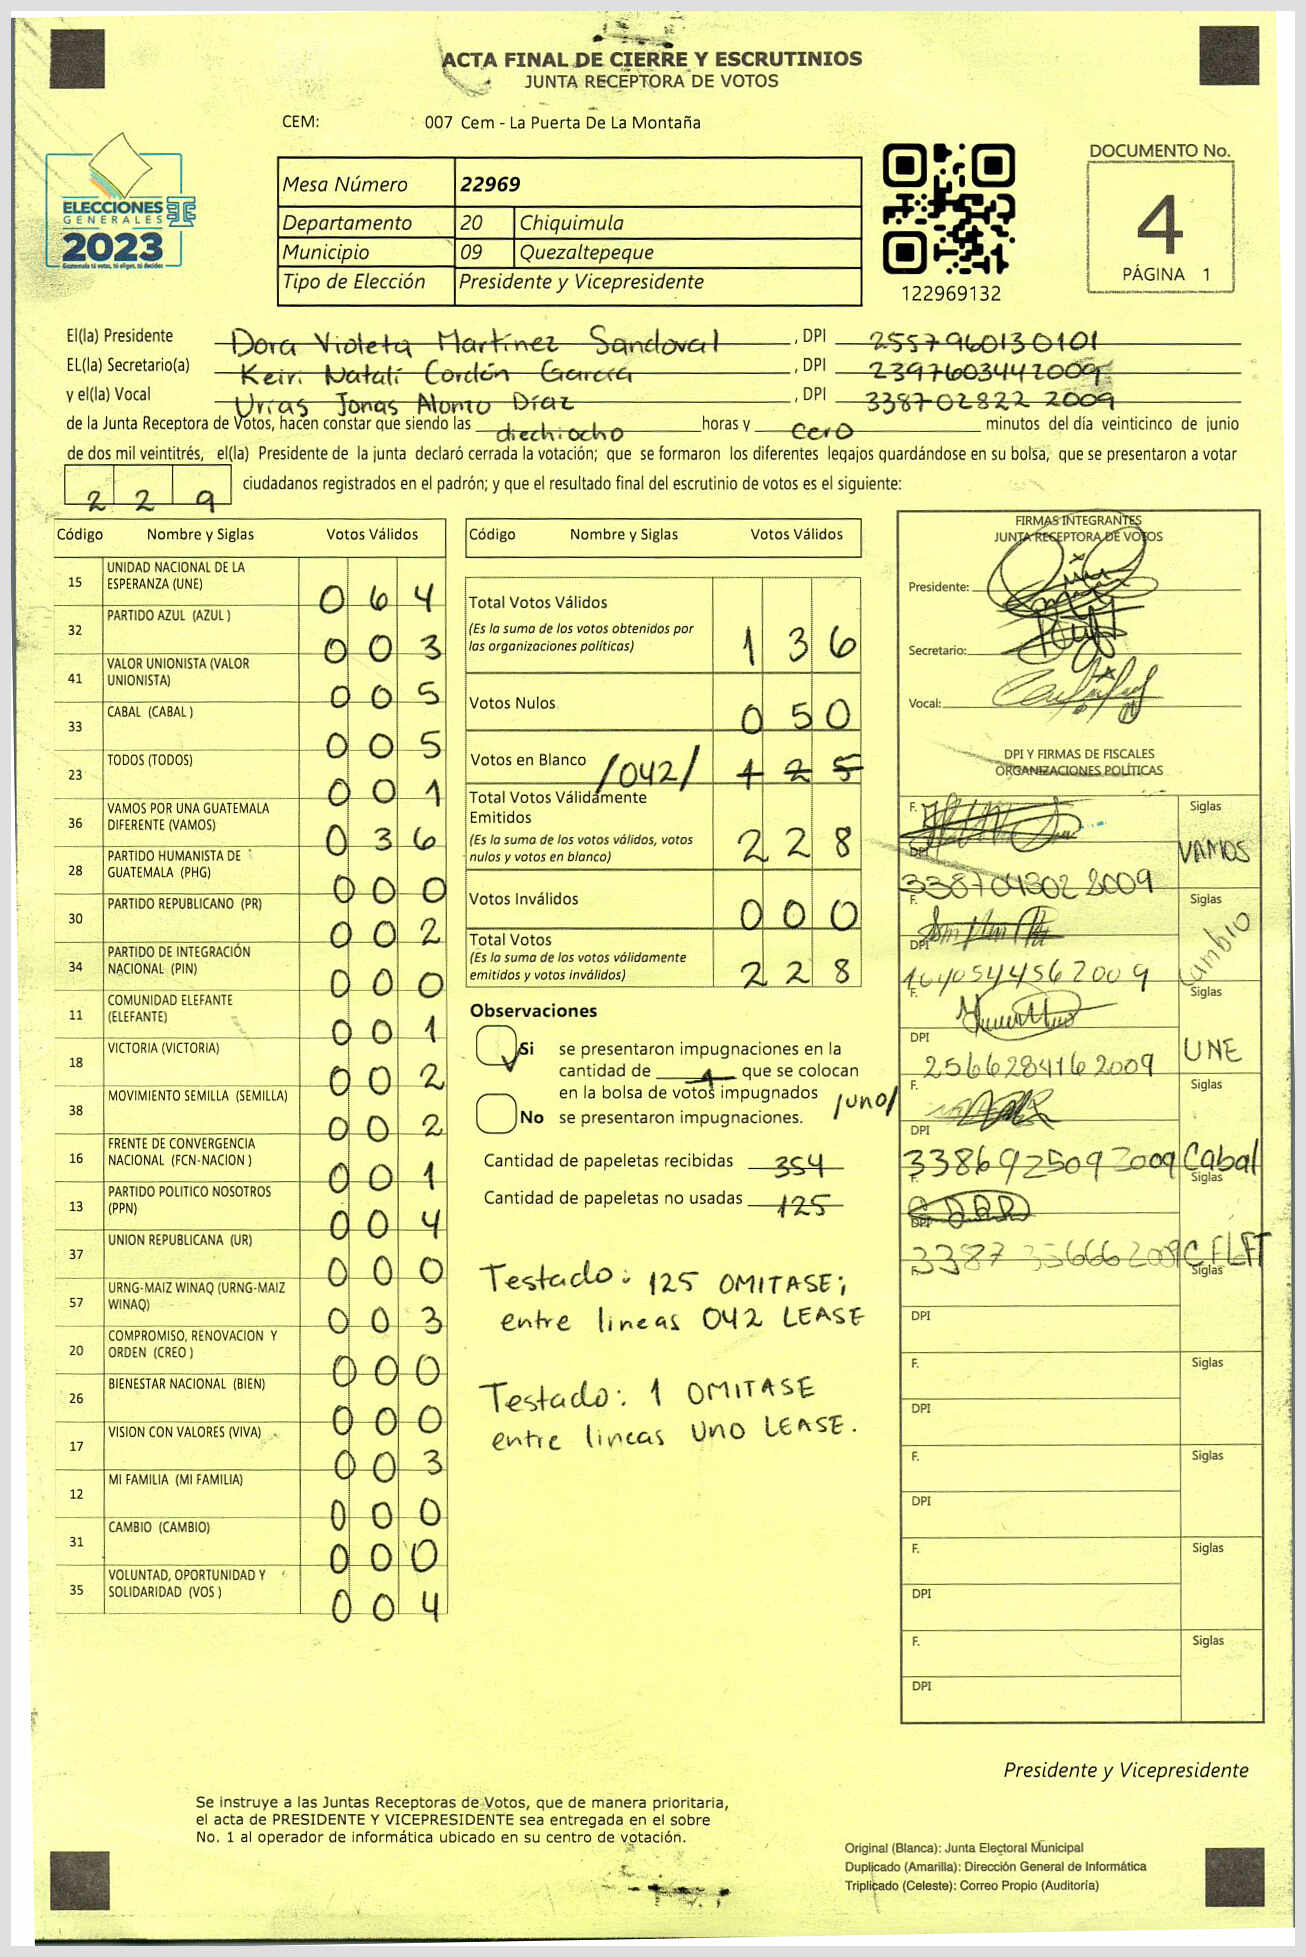 ACTA FINAL DE CIERRE Y ESCRUTINIOS
JUNTA RECEPTORA DE VOTOS
CEM: 007 Cem - La Puerta De La Montaña
ELECCIONES
GENERALES
2023
Guatemala tú votas, tú eliges, tú decides
Mesa Número 22969
Departamento 20 Chiquimula
Municipio 09 Quezaltepeque
Tipo de Elección Presidente y Vicepresidente
122969132
DOCUMENTO No.
4
PÁGINA 1
El(la) Presidente Dora Violeta Martínez Sandoval , DPI 2557960130101
EL(la) Secretario(a) Keiri Natalí Cordón García , DPI 2397603442009
y el(la) Vocal Urías Jonas Alonzo Díaz , DPI 338702822 2009
de la Junta Receptora de Votos, hacen constar que siendo las diechiocho horas y cero minutos del día veinticinco de junio
de dos mil veintitrés, el(la) Presidente de la junta declaró cerrada la votación; que se formaron los diferentes legajos guardándose en su bolsa, que se presentaron a votar
2 2 9 ciudadanos registrados en el padrón; y que el resultado final del escrutinio de votos es el siguiente:
Código Nombre y Siglas Votos Válidos
15 UNIDAD NACIONAL DE LA ESPERANZA (UNE) 0 6 4
32 PARTIDO AZUL (AZUL ) 0 0 3
41 VALOR UNIONISTA (VALOR UNIONISTA) 0 0 5
33 CABAL (CABAL ) 0 0 5
23 TODOS (TODOS) 0 0 1
36 VAMOS POR UNA GUATEMALA DIFERENTE (VAMOS) 0 3 6
28 PARTIDO HUMANISTA DE GUATEMALA (PHG) 0 0 0
30 PARTIDO REPUBLICANO (PR) 0 0 2
34 PARTIDO DE INTEGRACIÓN NACIONAL (PIN) 0 0 0
11 COMUNIDAD ELEFANTE (ELEFANTE) 0 0 1
18 VICTORIA (VICTORIA) 0 0 2
38 MOVIMIENTO SEMILLA (SEMILLA) 0 0 2
16 FRENTE DE CONVERGENCIA NACIONAL (FCN-NACION ) 0 0 1
13 PARTIDO POLITICO NOSOTROS (PPN) 0 0 4
37 UNION REPUBLICANA (UR) 0 0 0
57 URNG-MAIZ WINAQ (URNG-MAIZ WINAQ) 0 0 3
20 COMPROMISO, RENOVACION Y ORDEN (CREO ) 0 0 0
26 BIENESTAR NACIONAL (BIEN) 0 0 0
17 VISION CON VALORES (VIVA) 0 0 3
12 MI FAMILIA (MI FAMILIA) 0 0 0
31 CAMBIO (CAMBIO) 0 0 0
35 VOLUNTAD, OPORTUNIDAD Y SOLIDARIDAD (VOS ) 0 0 4
Código Nombre y Siglas Votos Válidos
Total Votos Válidos 1 3 6
(Es la suma de los votos obtenidos por
las organizaciones políticas)
Votos Nulos 0 5 0
Votos en Blanco /042/ 1 2 5
Total Votos Válidamente
Emitidos 2 2 8
(Es la suma de los votos válidos, votos
nulos y votos en blanco)
Votos Inválidos 0 0 0
Total Votos 2 2 8
(Es la suma de los votos válidamente
emitidos y votos inválidos)
Observaciones
Si se presentaron impugnaciones en la
cantidad de 1 que se colocan
en la bolsa de votos impugnados /uno/
No se presentaron impugnaciones.
Cantidad de papeletas recibidas 354
Cantidad de papeletas no usadas 125
Testado: 125 OMITASE;
entre lineas 042 LEASE
Testado: 1 OMITASE
entre lineas UNO LEASE.
FIRMAS INTEGRANTES
JUNTA RECEPTORA DE VOTOS
Presidente:
Secretario:
Vocal:
DPI Y FIRMAS DE FISCALES
ORGANIZACIONES POLÍTICAS
F. Siglas
DPI 338704302 2009 VAMOS
F. Siglas
DPI 1640544562009 Cambio
F. Siglas
DPI 2566284162009 UNE
F. Siglas
DPI 3386925092009 Cabal
F. Siglas
DPI
F. Siglas
DPI
F. Siglas
DPI
F. Siglas
DPI
F. Siglas
DPI
F. Siglas
DPI
Presidente y Vicepresidente
Se instruye a las Juntas Receptoras de Votos, que de manera prioritaria,
el acta de PRESIDENTE Y VICEPRESIDENTE sea entregada en el sobre
No. 1 al operador de informática ubicado en su centro de votación.
Original (Blanca): Junta Electoral Municipal
Duplicado (Amarilla): Dirección General de Informática
Triplicado (Celeste): Correo Propio (Auditoría)